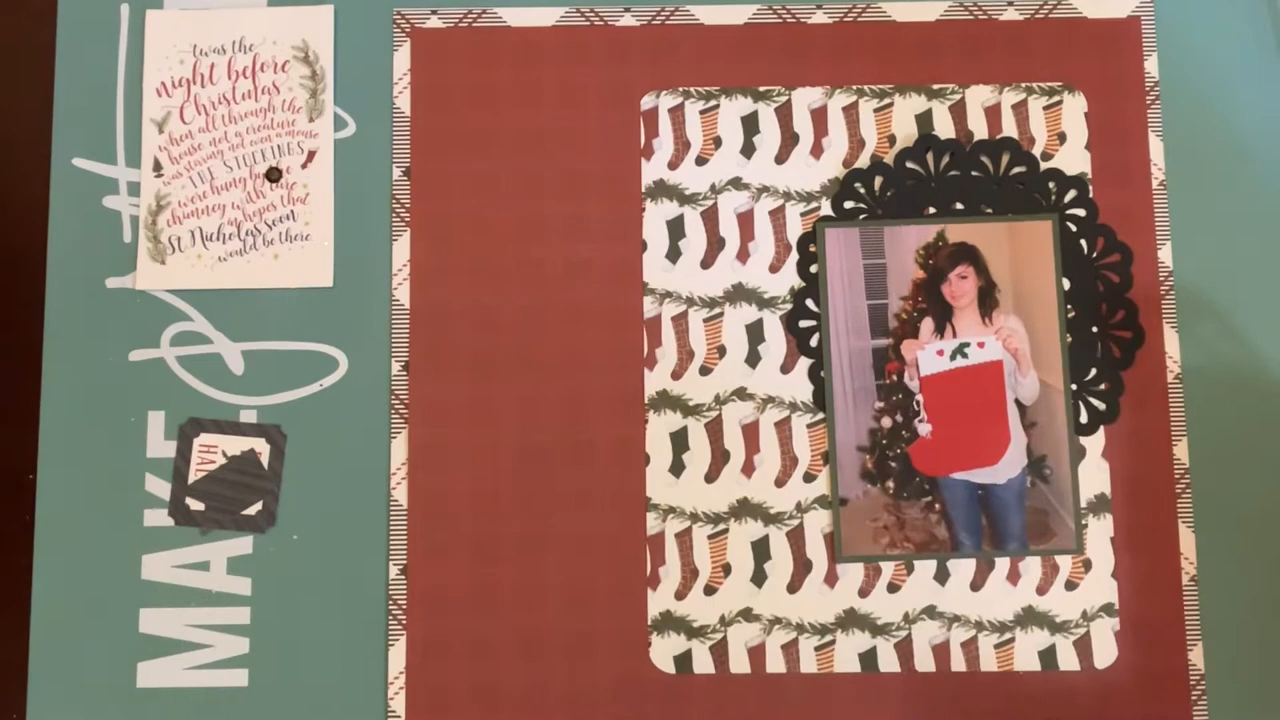 'twas the
night before
Christmas
when all through the
house not a creature
was stirring not even a mouse
THE STOCKINGS
were hung by the
chimney with care
in hopes that
St Nicholas soon
would be there
HA
MAKE